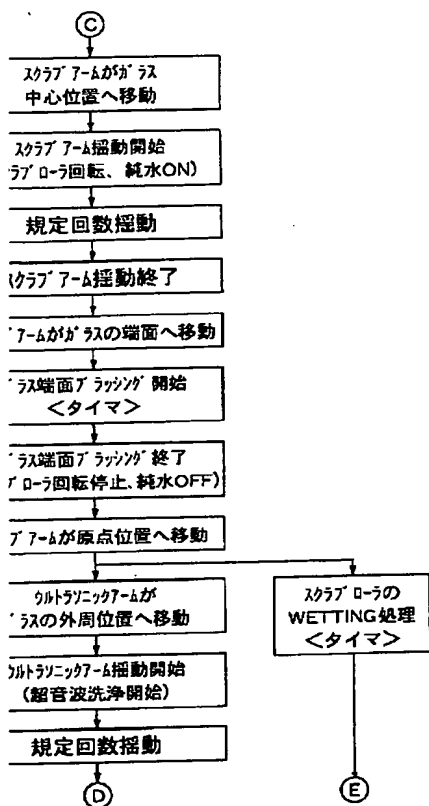 C
スクラブアームがガラス
中心位置へ移動
スクラブアーム揺動開始
ラブローラ回転、純水ON)
規定回数揺動
スクラブアーム揺動終了
ブアームがガラスの端面へ移動
ラス端面ブラッシング開始
<タイマ>
ラス端面ブラッシング終了
ブローラ回転停止、純水OFF)
ブアームが原点位置へ移動
ウルトラソニックアームが
ラスの外周位置へ移動
スクラブローラの
WETTING処理
<タイマ>
ウルトラソニックアーム揺動開始
(超音波洗浄開始)
規定回数揺動
D
E